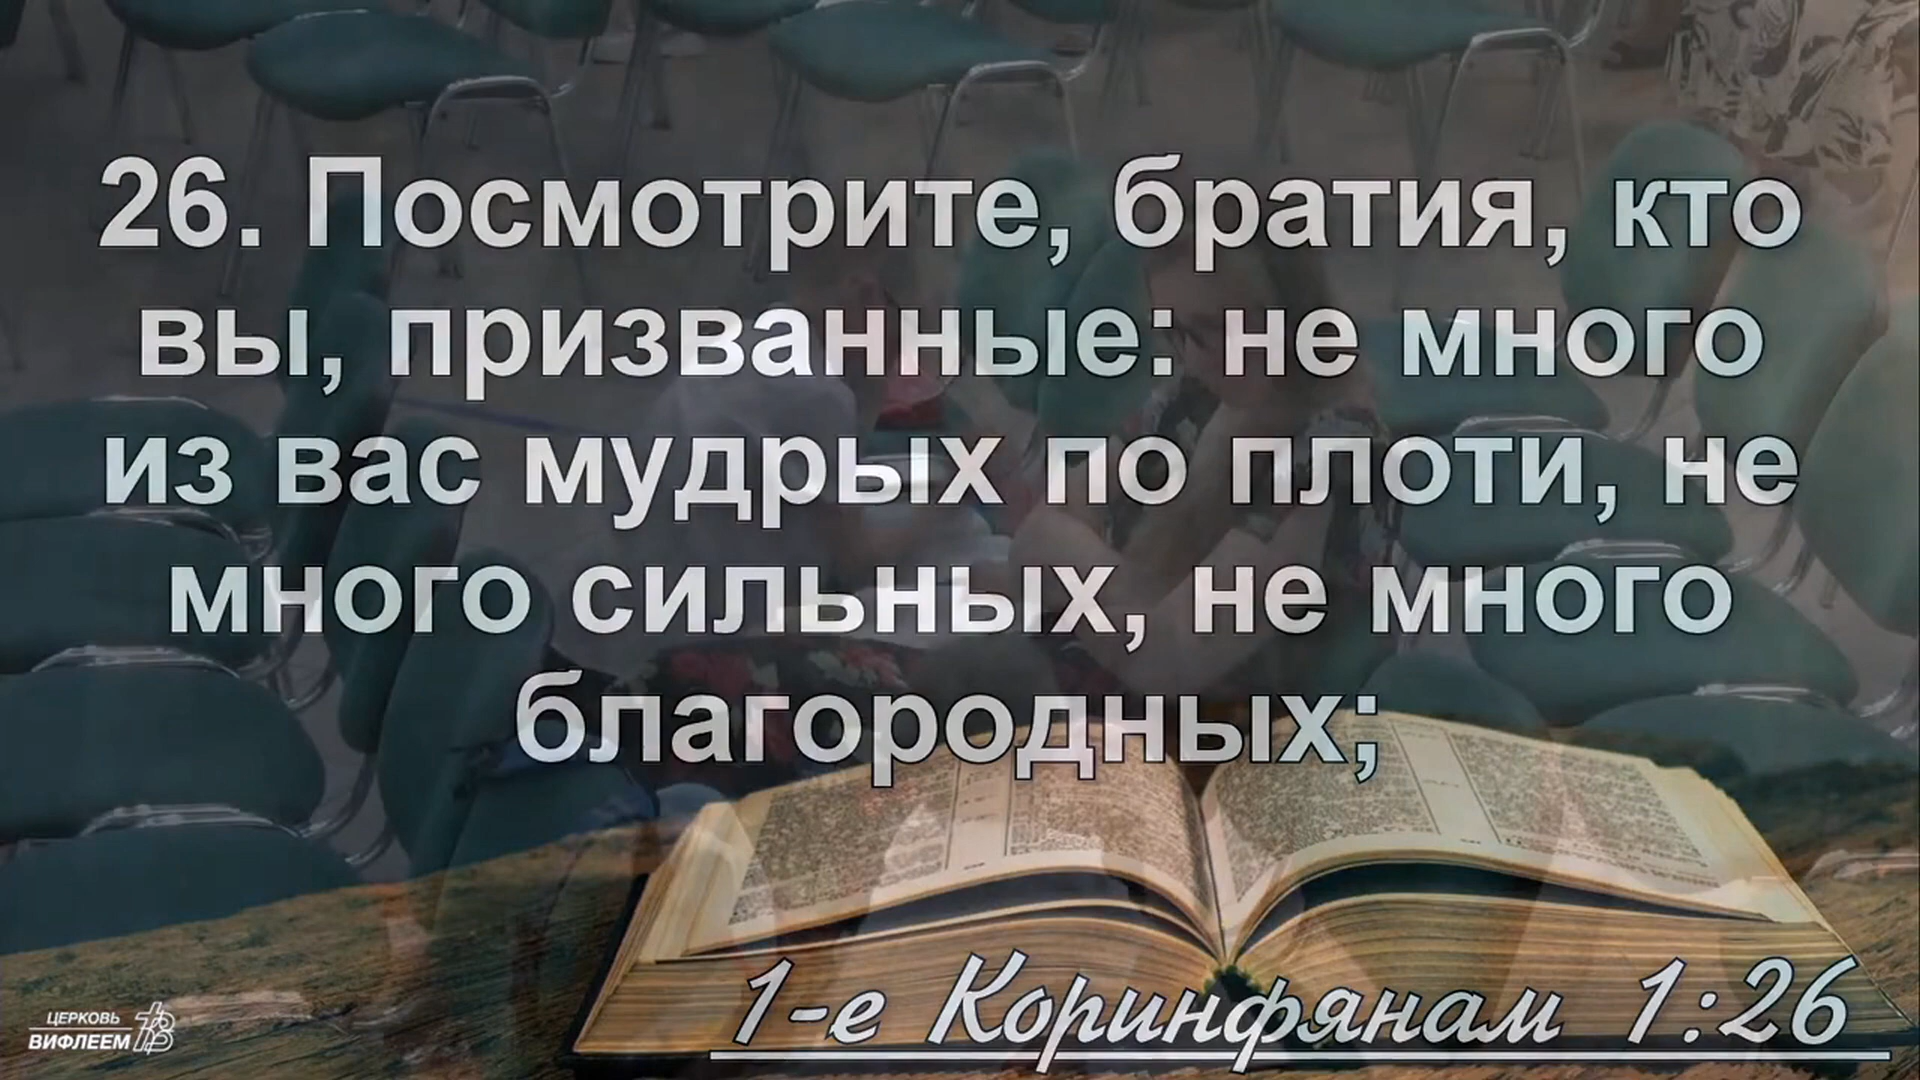 26. Посмотрите, братия, кто
вы, призванные: не много
из вас мудрых по плоти, не
много сильных, не много
благородных;
1-е Коринфянам 1:26
ЦЕРКОВЬ
ВИФЛЕЕМ